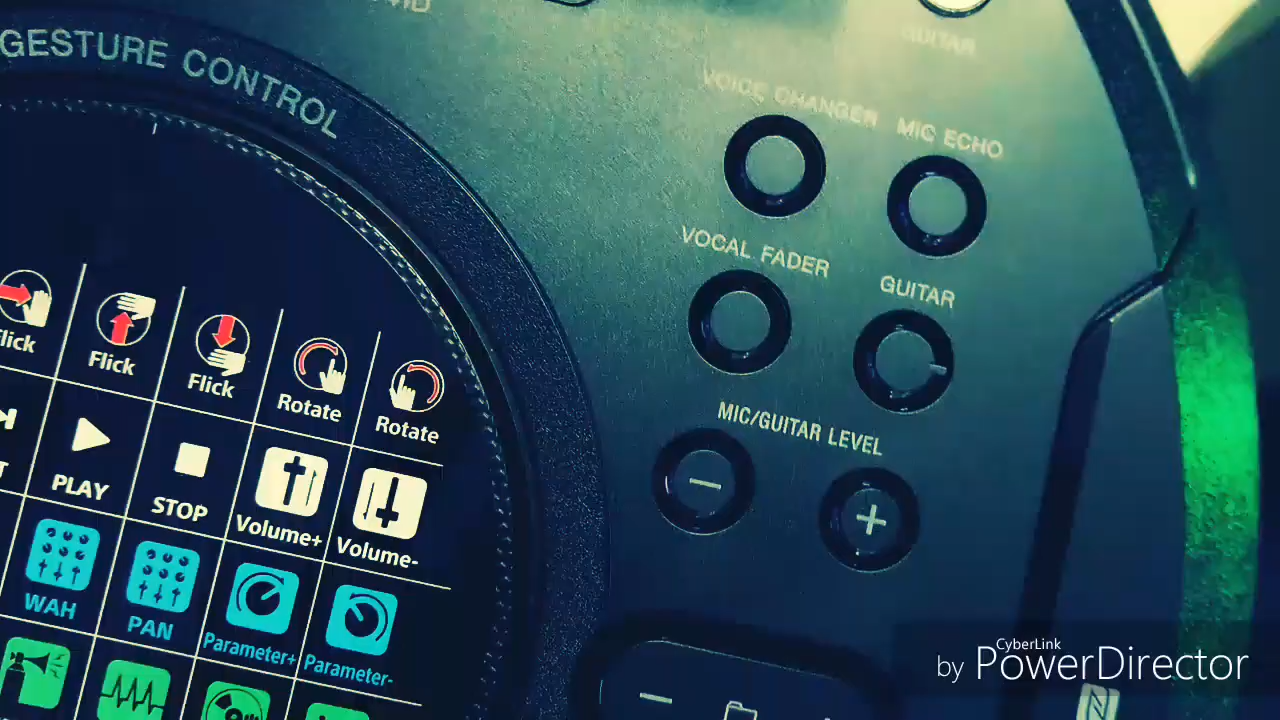 GESTURE CONTROL
GUITAR
VOICE CHANGER
MIC ECHO
VOCAL FADER
GUITAR
MIC/GUITAR LEVEL
Flick
Flick
Flick
Rotate
Rotate
PLAY
STOP
Volume+
Volume-
WAH
PAN
Parameter+
Parameter-
by CyberLink PowerDirector